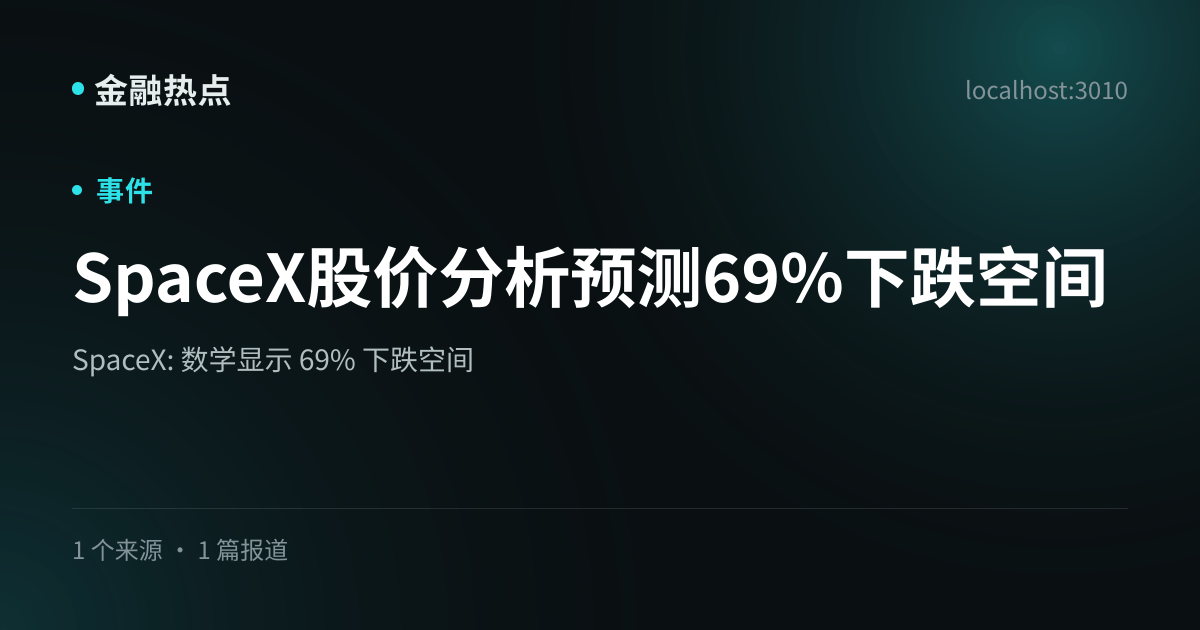 金融热点
localhost:3010
事件
SpaceX股价分析预测69%下跌空间
SpaceX: 数学显示 69% 下跌空间
1 个来源 · 1 篇报道